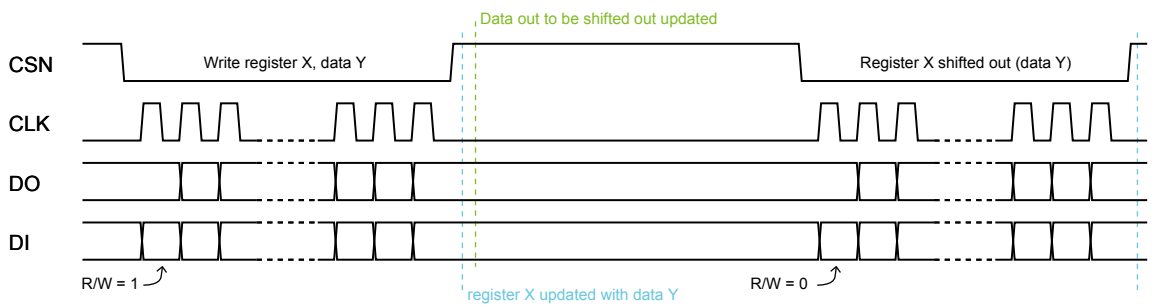 Data out to be shifted out updated
CSN
Write register X, data Y
Register X shifted out (data Y)
CLK
DO
DI
R/W = 1
R/W = 0
register X updated with data Y